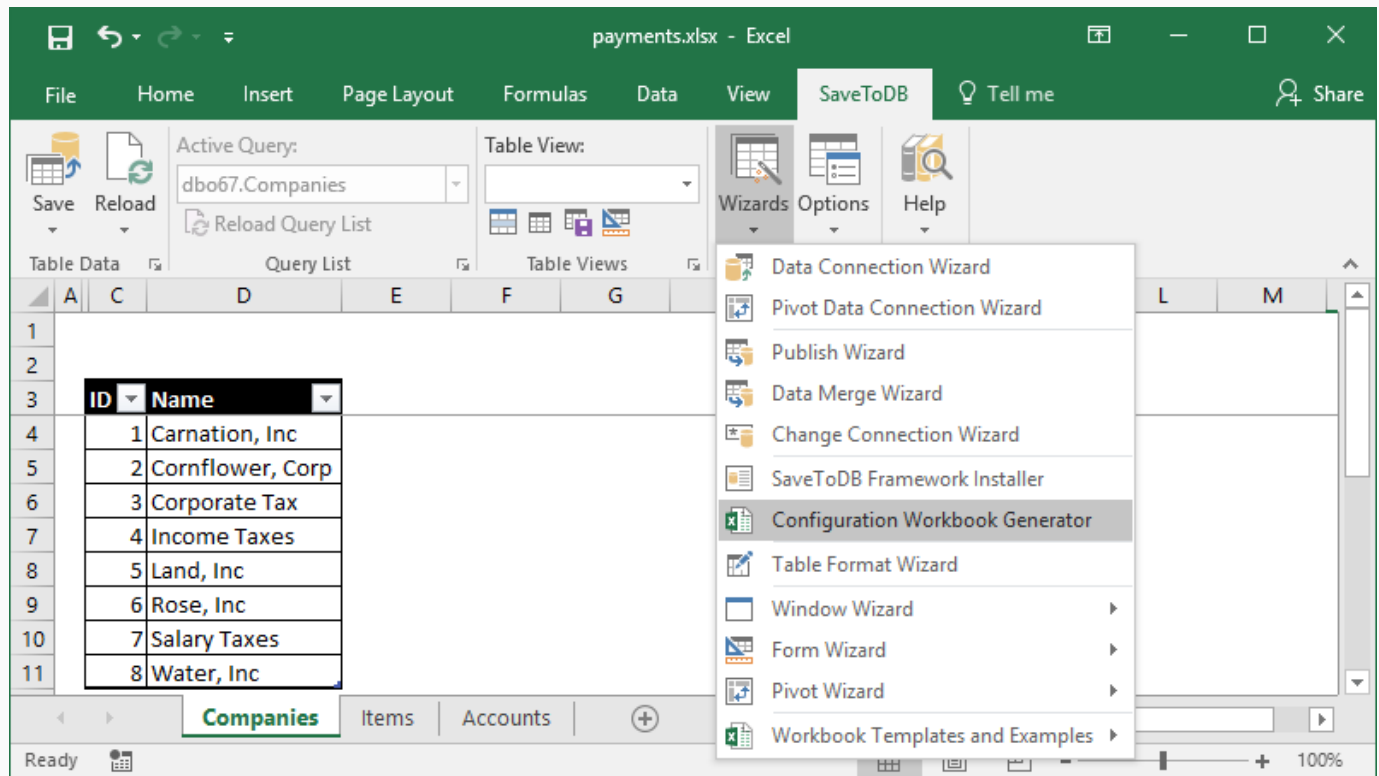 payments.xlsx - Excel
File Home Insert Page Layout Formulas Data View SaveToDB Tell me Share
Active Query: Table View:
dbo67.Companies
Save Reload Wizards Options Help
Reload Query List
Table Data Query List Table Views
Data Connection Wizard
Pivot Data Connection Wizard
Publish Wizard
Data Merge Wizard
Change Connection Wizard
SaveToDB Framework Installer
Configuration Workbook Generator
Table Format Wizard
Window Wizard
Form Wizard
Pivot Wizard
Workbook Templates and Examples
A C D E F G L M
1
2
3 ID Name
4 1 Carnation, Inc
5 2 Cornflower, Corp
6 3 Corporate Tax
7 4 Income Taxes
8 5 Land, Inc
9 6 Rose, Inc
10 7 Salary Taxes
11 8 Water, Inc
Companies Items Accounts
Ready 100%